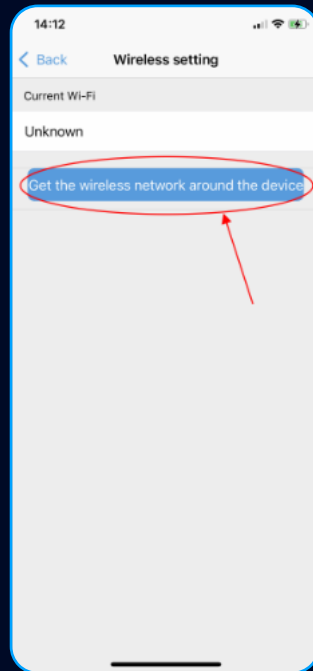 14:12
Back Wireless setting
Current Wi-Fi
Unknown
Get the wireless network around the device